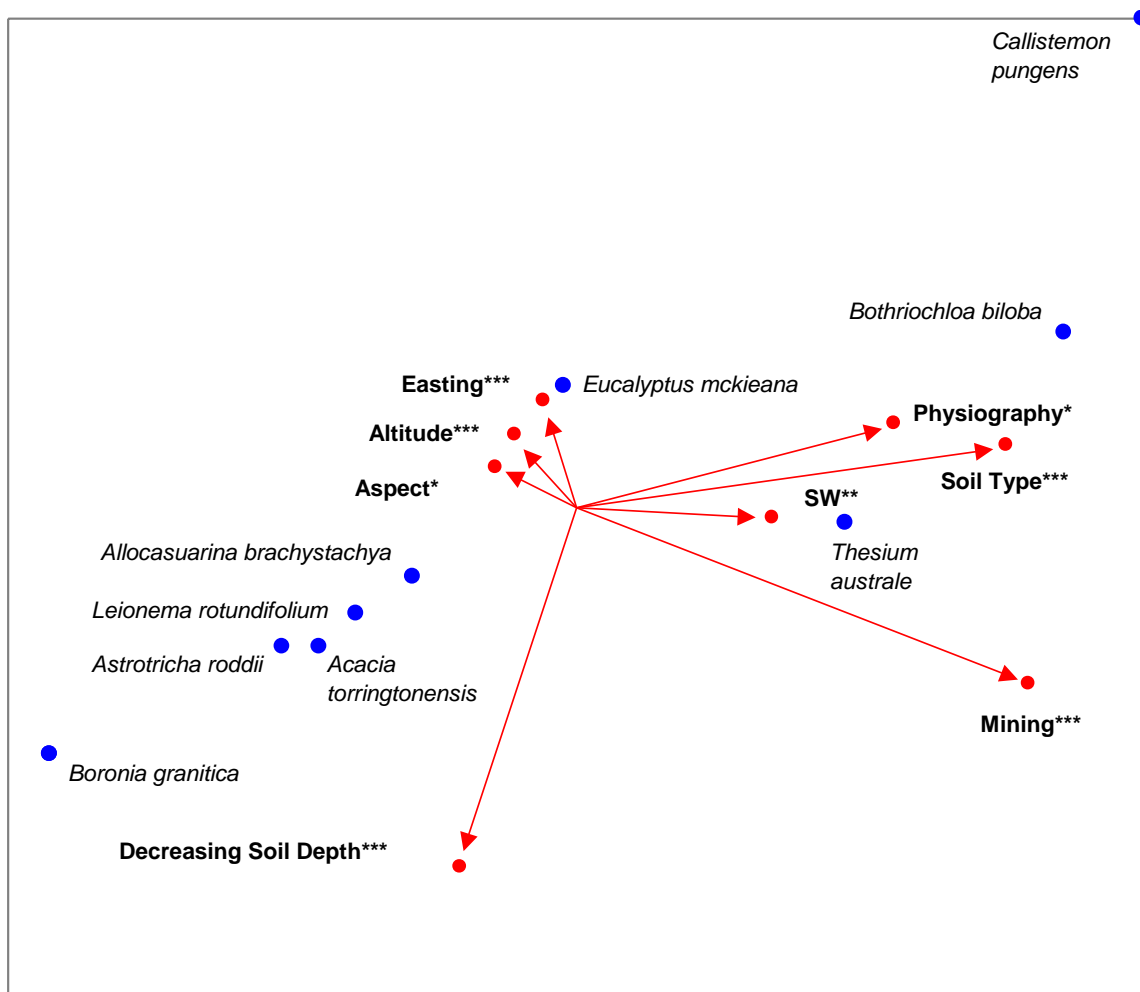 Callistemon
pungens
Bothriochloa biloba
Easting***
Eucalyptus mckieana
Physiography*
Altitude***
Soil Type***
Aspect*
SW**
Allocasuarina brachystachya
Thesium
australe
Leionema rotundifolium
Astrotricha roddii
Acacia
torringtonensis
Mining***
Boronia granitica
Decreasing Soil Depth***